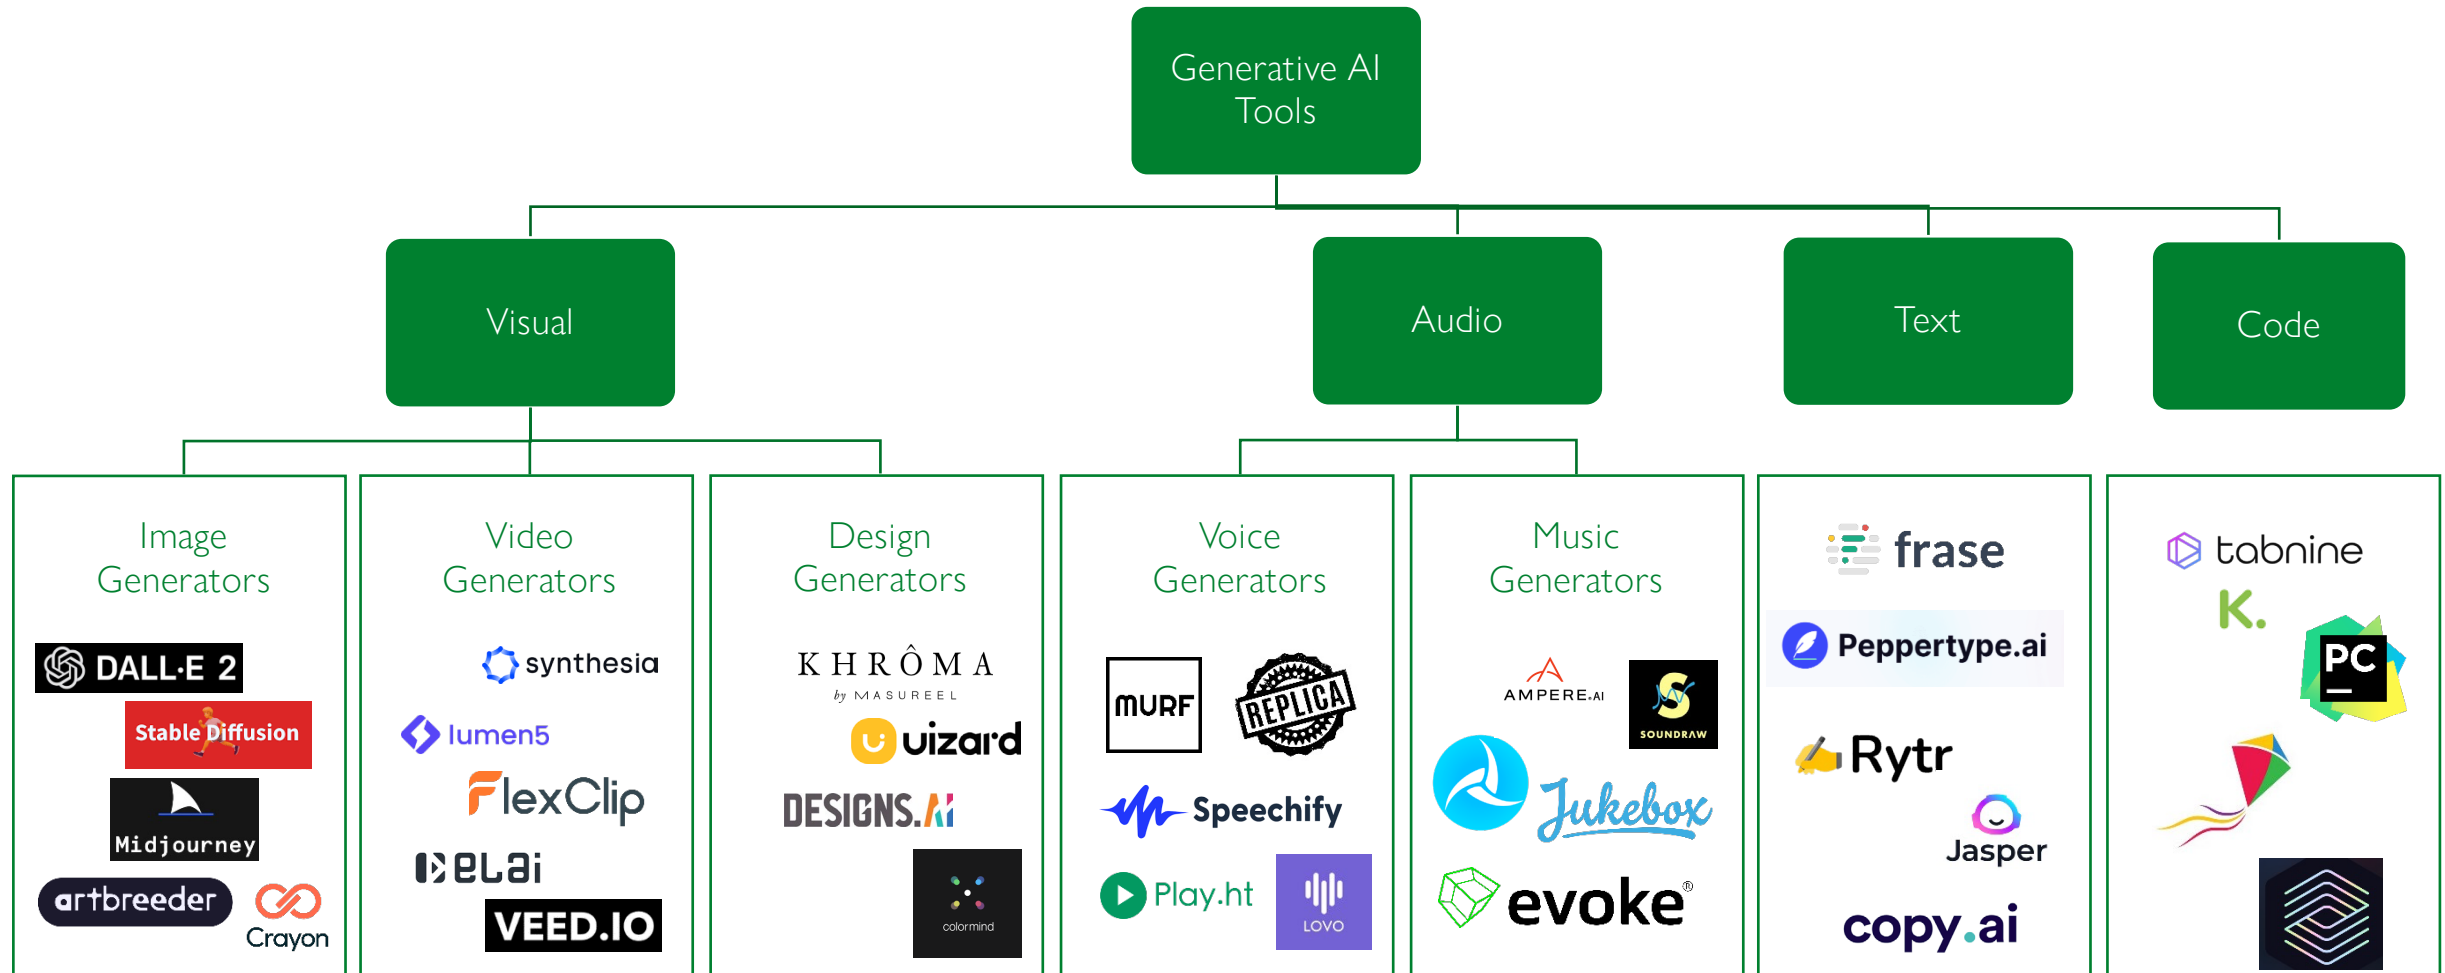 Generative AI
Tools
Visual
Audio
Text
Code
Image
Generators
DALL·E 2
Stable Diffusion
Midjourney
artbreeder
Crayon
Video
Generators
synthesia
lumen5
FlexClip
elai
VEED.IO
Design
Generators
KHRÔMA
by MASUREEL
uizard
DESIGNS.Ai
colormind
Voice
Generators
MURF
REPLICA
Speechify
Play.ht
LOVO
Music
Generators
AMPERE.AI
S
SOUNDRAW
Jukebox
evoke®
frase
Peppertype.ai
Rytr
Jasper
copy.ai
tabnine
K.
PC